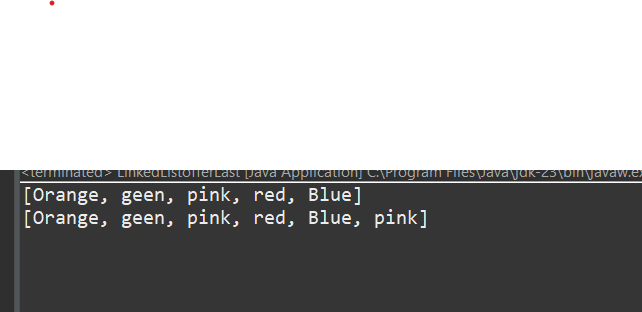 <terminated> LinkedListofferLast [Java Application] C:\Program Files\Java\jdk-23\bin\javaw.e
[Orange, geen, pink, red, Blue]
[Orange, geen, pink, red, Blue, pink]